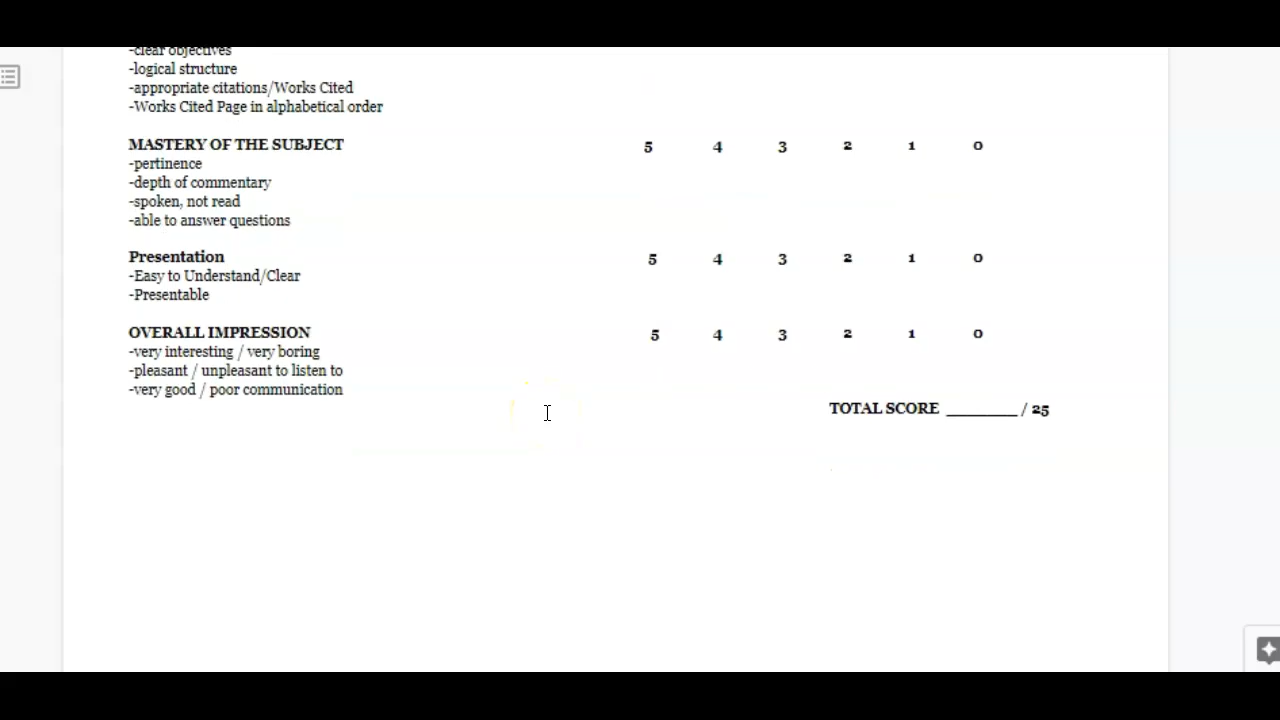 -clear objectives
-logical structure
-appropriate citations/Works Cited
-Works Cited Page in alphabetical order
MASTERY OF THE SUBJECT 5 4 3 2 1 0
-pertinence
-depth of commentary
-spoken, not read
-able to answer questions
Presentation 5 4 3 2 1 0
-Easy to Understand/Clear
-Presentable
OVERALL IMPRESSION 5 4 3 2 1 0
-very interesting / very boring
-pleasant / unpleasant to listen to
-very good / poor communication
TOTAL SCORE ________ / 25